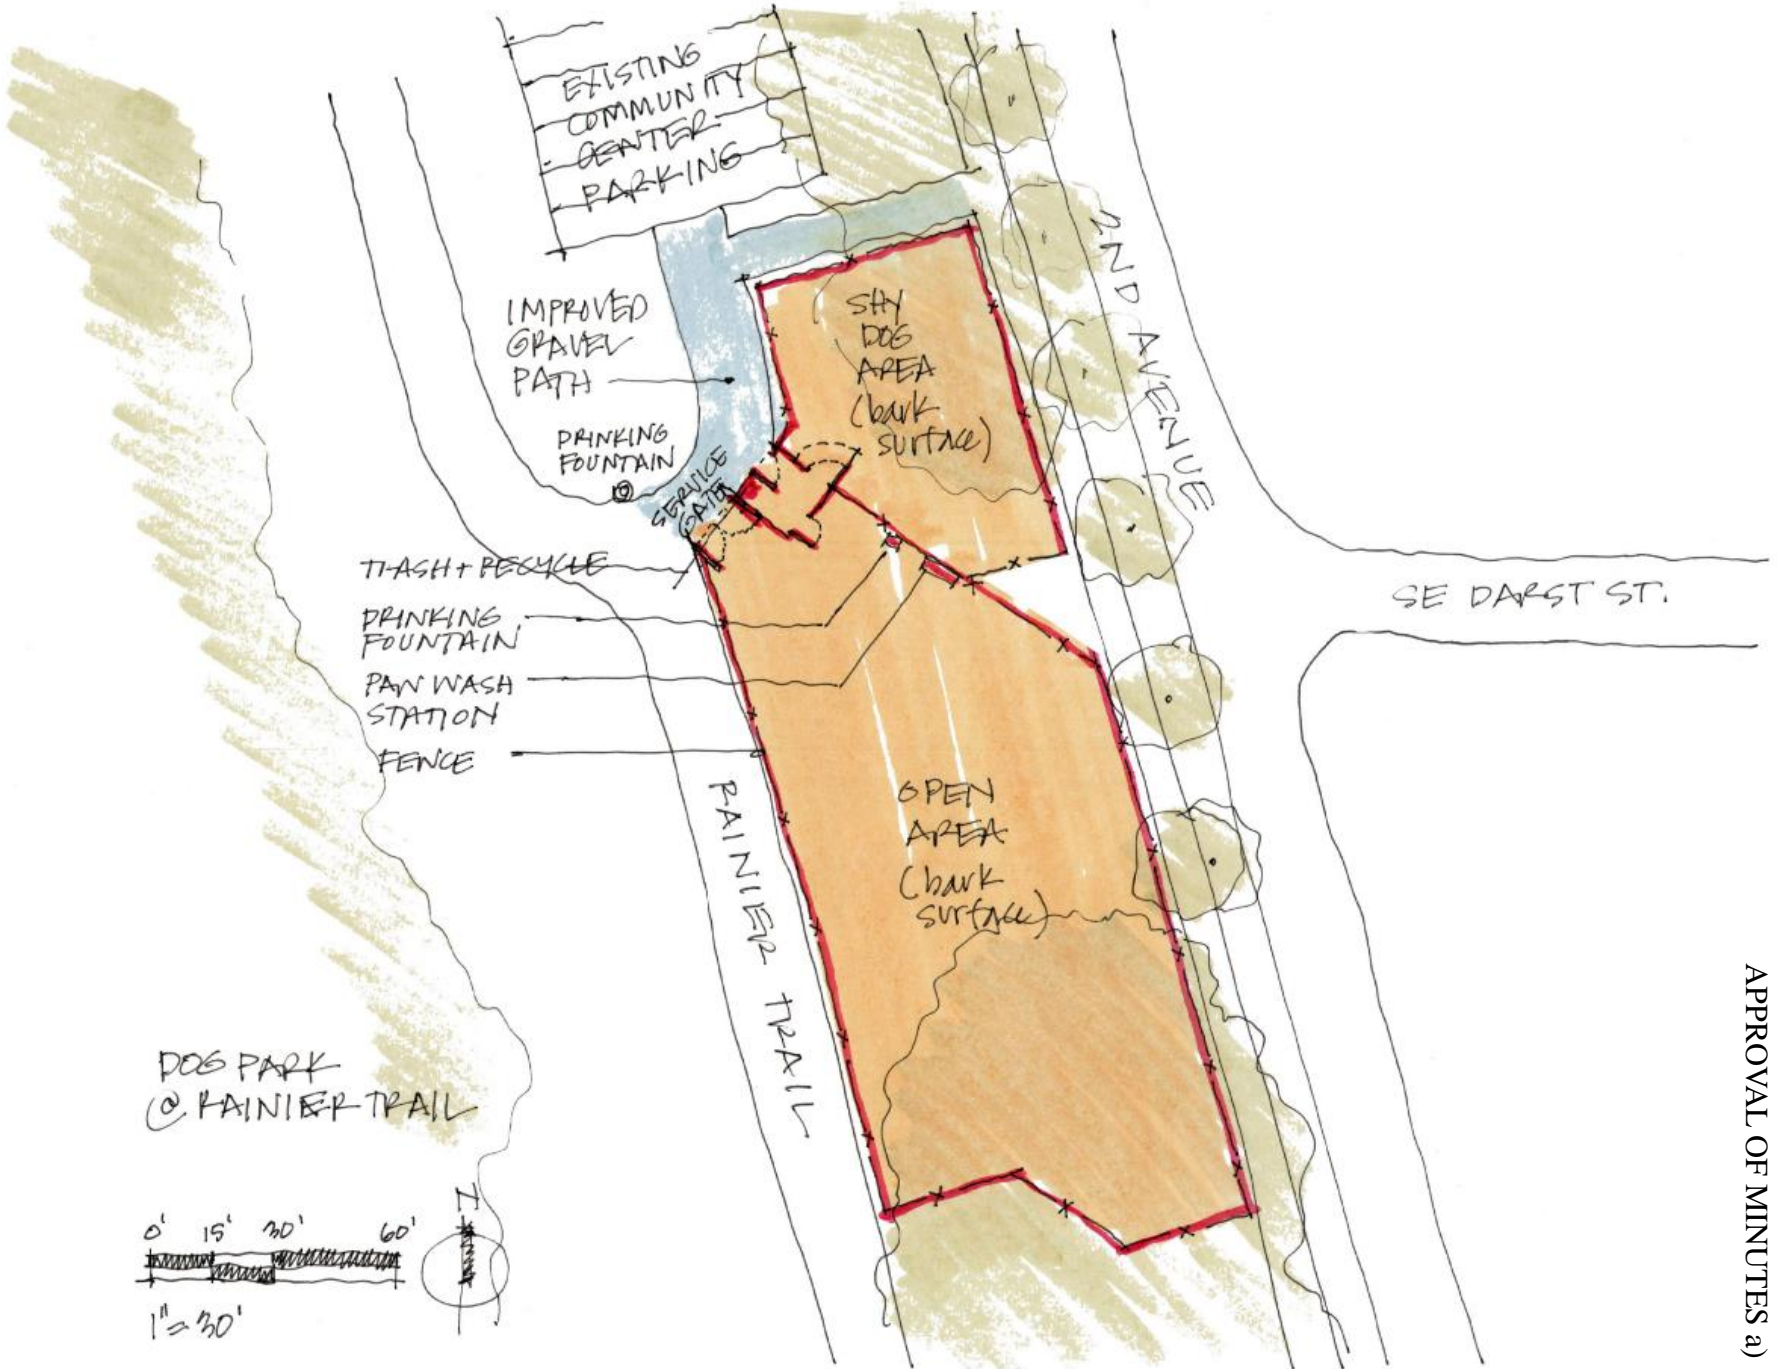 EXISTING
COMMUNITY
CENTER
PARKING
IMPROVED
GRAVEL
PATH
SHY
DOG
AREA
(bark
surface)
2ND AVENUE
DRINKING
FOUNTAIN
SERVICE
GATE
TRASH + RECYCLE
DRINKING
FOUNTAIN
PAW WASH
STATION
FENCE
SE DARST ST.
OPEN
AREA
(bark
surface)
RAINIER TRAIL
DOG PARK
@ RAINIER TRAIL
0' 15' 30' 60'
1"=30'
N
APPROVAL OF MINUTES a)